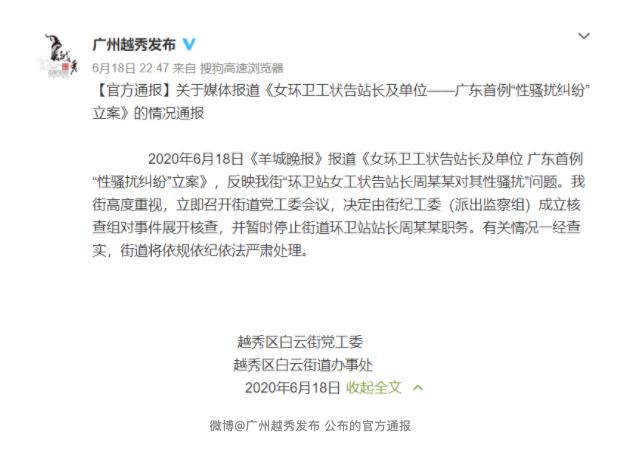 广州越秀发布
6月18日 22:47 来自 搜狗高速浏览器
【官方通报】关于媒体报道《女环卫工状告站长及单位——广东首例“性骚扰纠纷”
立案》的情况通报
2020年6月18日《羊城晚报》报道《女环卫工状告站长及单位 广东首例
“性骚扰纠纷”立案》，反映我街“环卫站女工状告站长周某某对其性骚扰”问题。我
街高度重视，立即召开街道党工委会议，决定由街纪工委（派出监察组）成立核
查组对事件展开核查，并暂时停止街道环卫站站长周某某职务。有关情况一经查
实，街道将依规依纪依法严肃处理。
越秀区白云街党工委
越秀区白云街道办事处
2020年6月18日 收起全文
微博@广州越秀发布 公布的官方通报